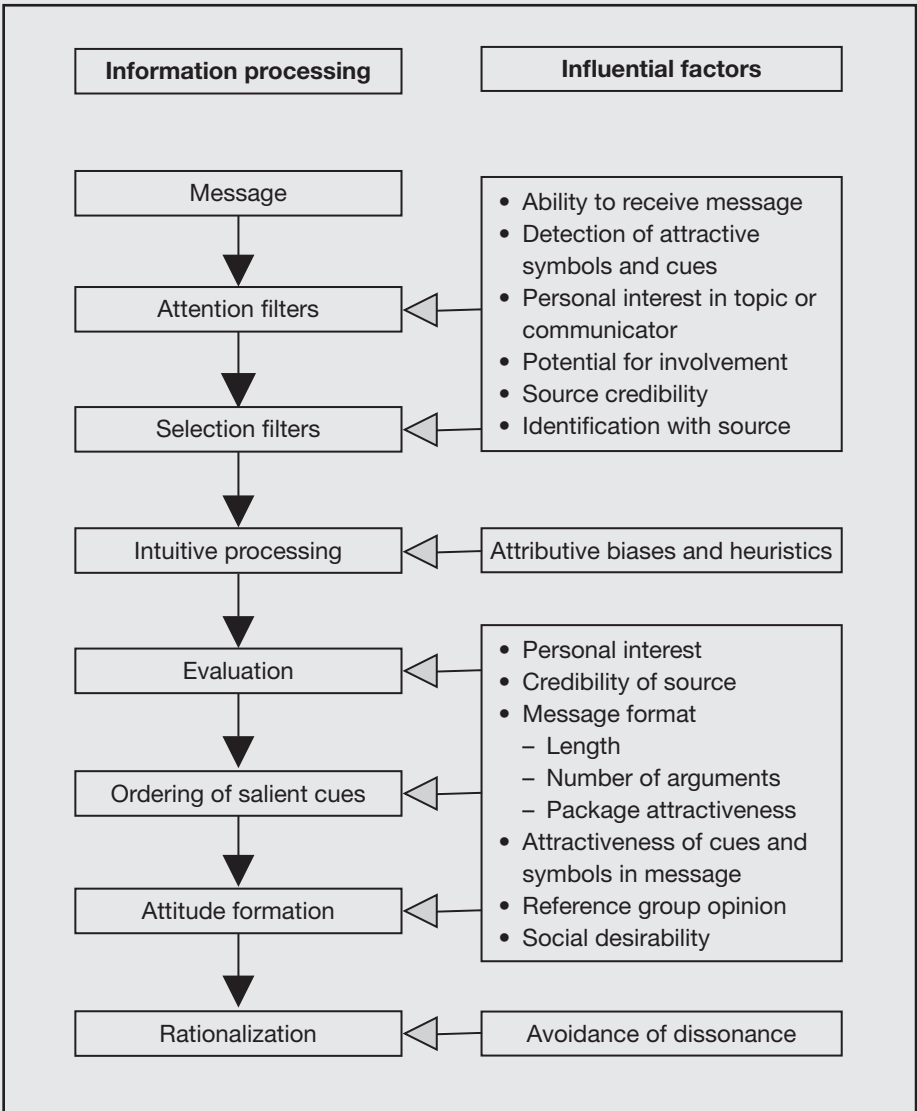 Information processing
Influential factors
Message
Attention filters
Selection filters
• Ability to receive message
• Detection of attractive
symbols and cues
• Personal interest in topic or
communicator
• Potential for involvement
• Source credibility
• Identification with source
Intuitive processing
Attributive biases and heuristics
Evaluation
Ordering of salient cues
Attitude formation
• Personal interest
• Credibility of source
• Message format
– Length
– Number of arguments
– Package attractiveness
• Attractiveness of cues and
symbols in message
• Reference group opinion
• Social desirability
Rationalization
Avoidance of dissonance